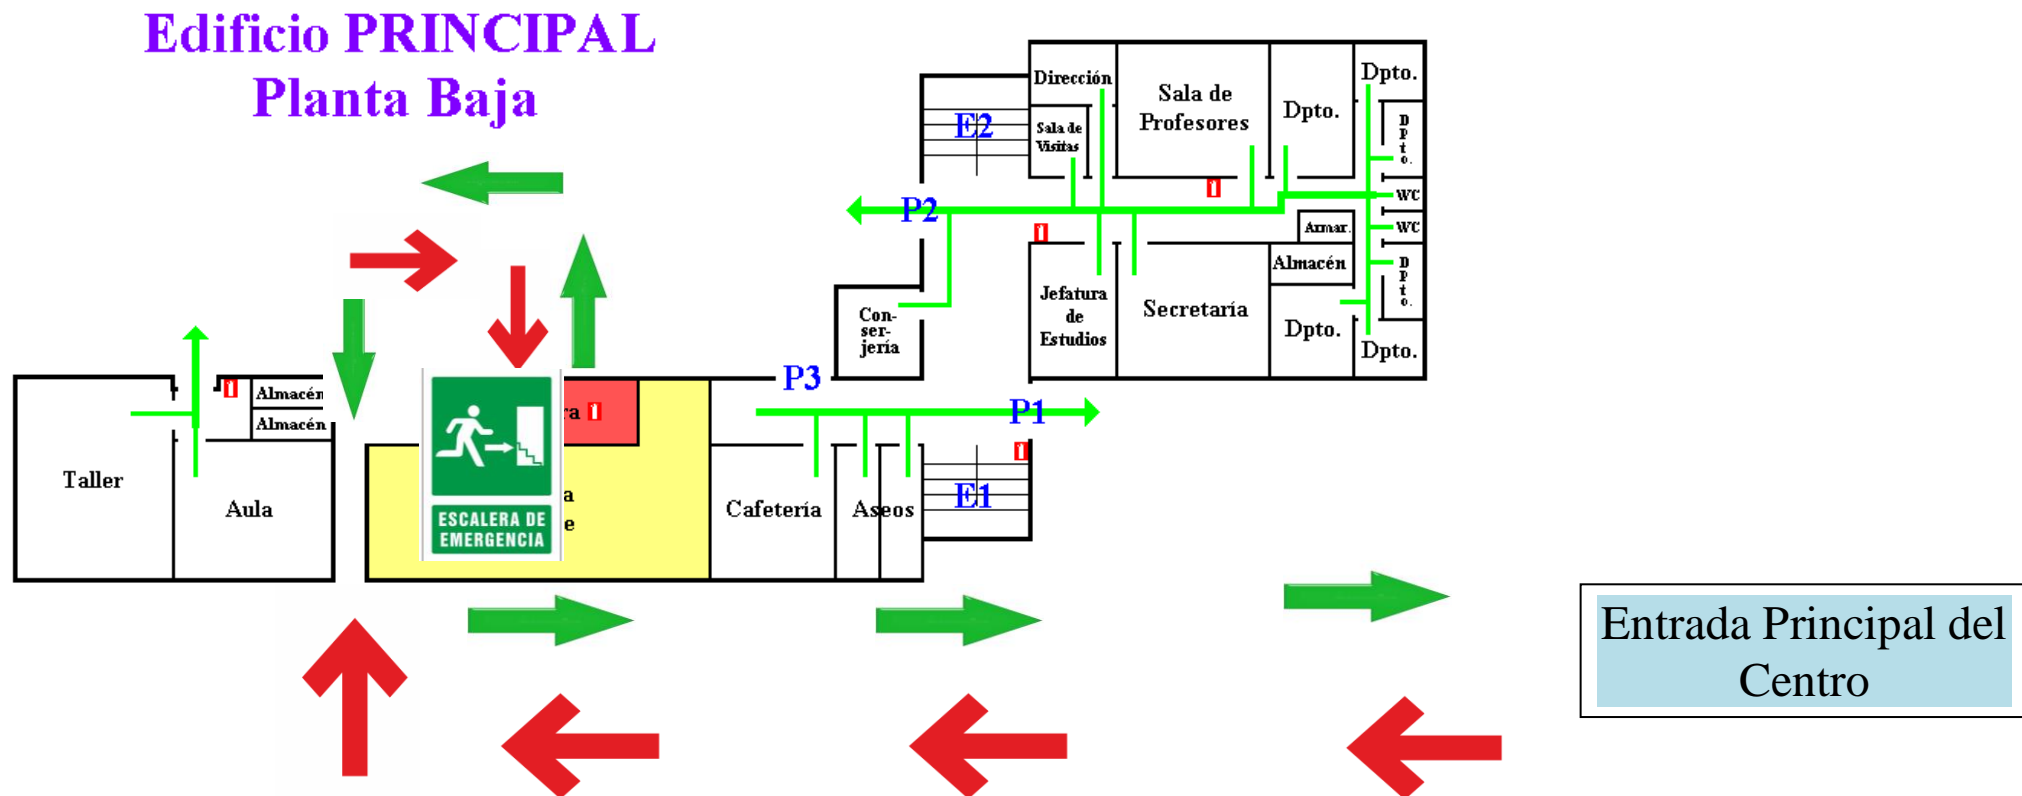 Edificio PRINCIPAL
Planta Baja
Dirección
Sala de
Profesores
Dpto.
Dpto.
E2
Sala de
Visitas
D
P
t
o.
WC
P2
WC
Armar.
Almacén
D
P
t
o.
Jefatura
de
Estudios
Secretaría
Dpto.
Dpto.
Con-
ser-
jería
P3
P1
Almacén
Almacén
ra
Taller
Aula
a
e
ESCALERA DE
EMERGENCIA
Cafetería
Aseos
E1
Entrada Principal del
Centro